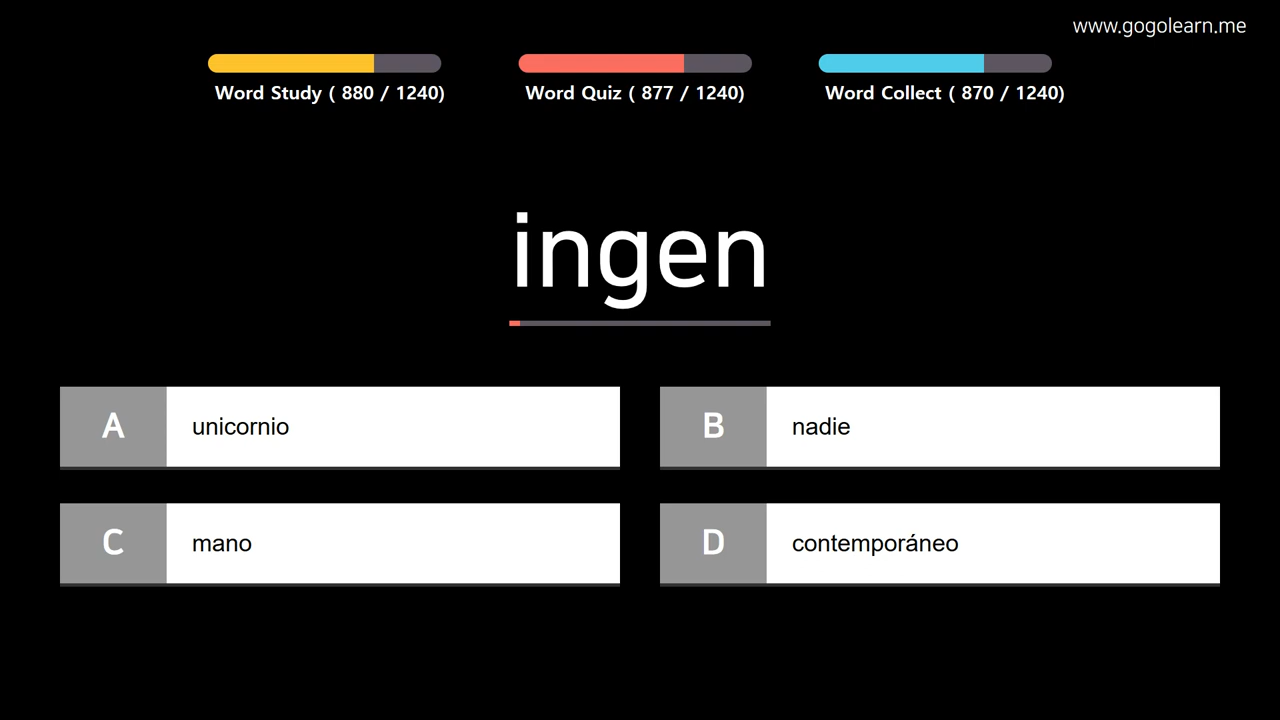 www.gogolearn.me
Word Study ( 880 / 1240)
Word Quiz ( 877 / 1240)
Word Collect ( 870 / 1240)
ingen
A unicornio
B nadie
C mano
D contemporáneo